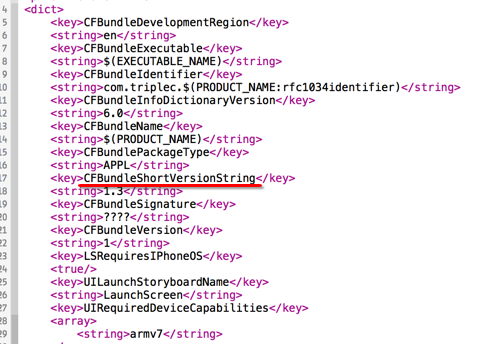 4 <dict>
5 <key>CFBundleDevelopmentRegion</key>
6 <string>en</string>
7 <key>CFBundleExecutable</key>
8 <string>$(EXECUTABLE_NAME)</string>
9 <key>CFBundleIdentifier</key>
10 <string>com.triplec.$(PRODUCT_NAME:rfc1034identifier)</string>
11 <key>CFBundleInfoDictionaryVersion</key>
12 <string>6.0</string>
13 <key>CFBundleName</key>
14 <string>$(PRODUCT_NAME)</string>
15 <key>CFBundlePackageType</key>
16 <string>APPL</string>
17 <key>CFBundleShortVersionString</key>
18 <string>1.3</string>
19 <key>CFBundleSignature</key>
20 <string>????</string>
21 <key>CFBundleVersion</key>
22 <string>1</string>
23 <key>LSRequiresIPhoneOS</key>
24 <true/>
25 <key>UILaunchStoryboardName</key>
26 <string>LaunchScreen</string>
27 <key>UIRequiredDeviceCapabilities</key>
28 <array>
29 <string>armv7</string>